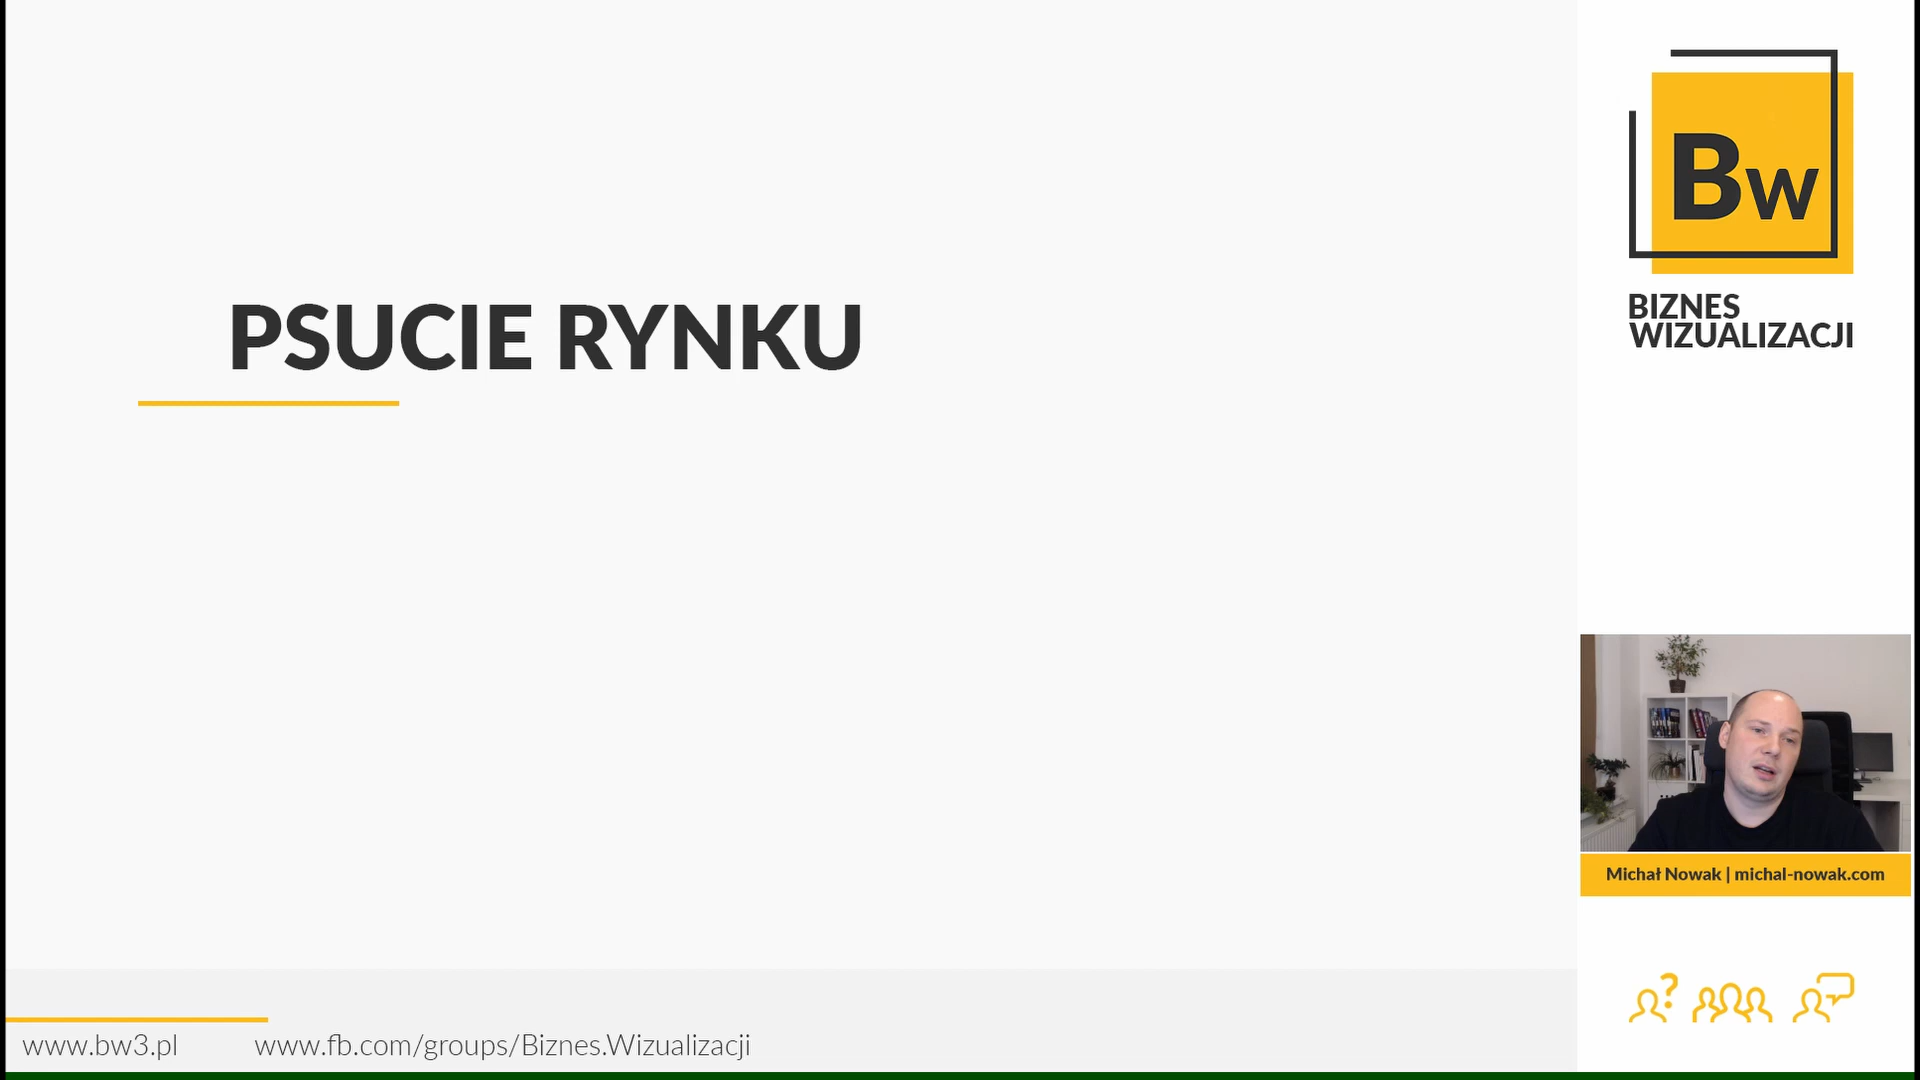 PSUCIE RYNKU
Bw
BIZNES
WIZUALIZACJI
Michał Nowak | michal-nowak.com
www.bw3.pl www.fb.com/groups/Biznes.Wizualizacji